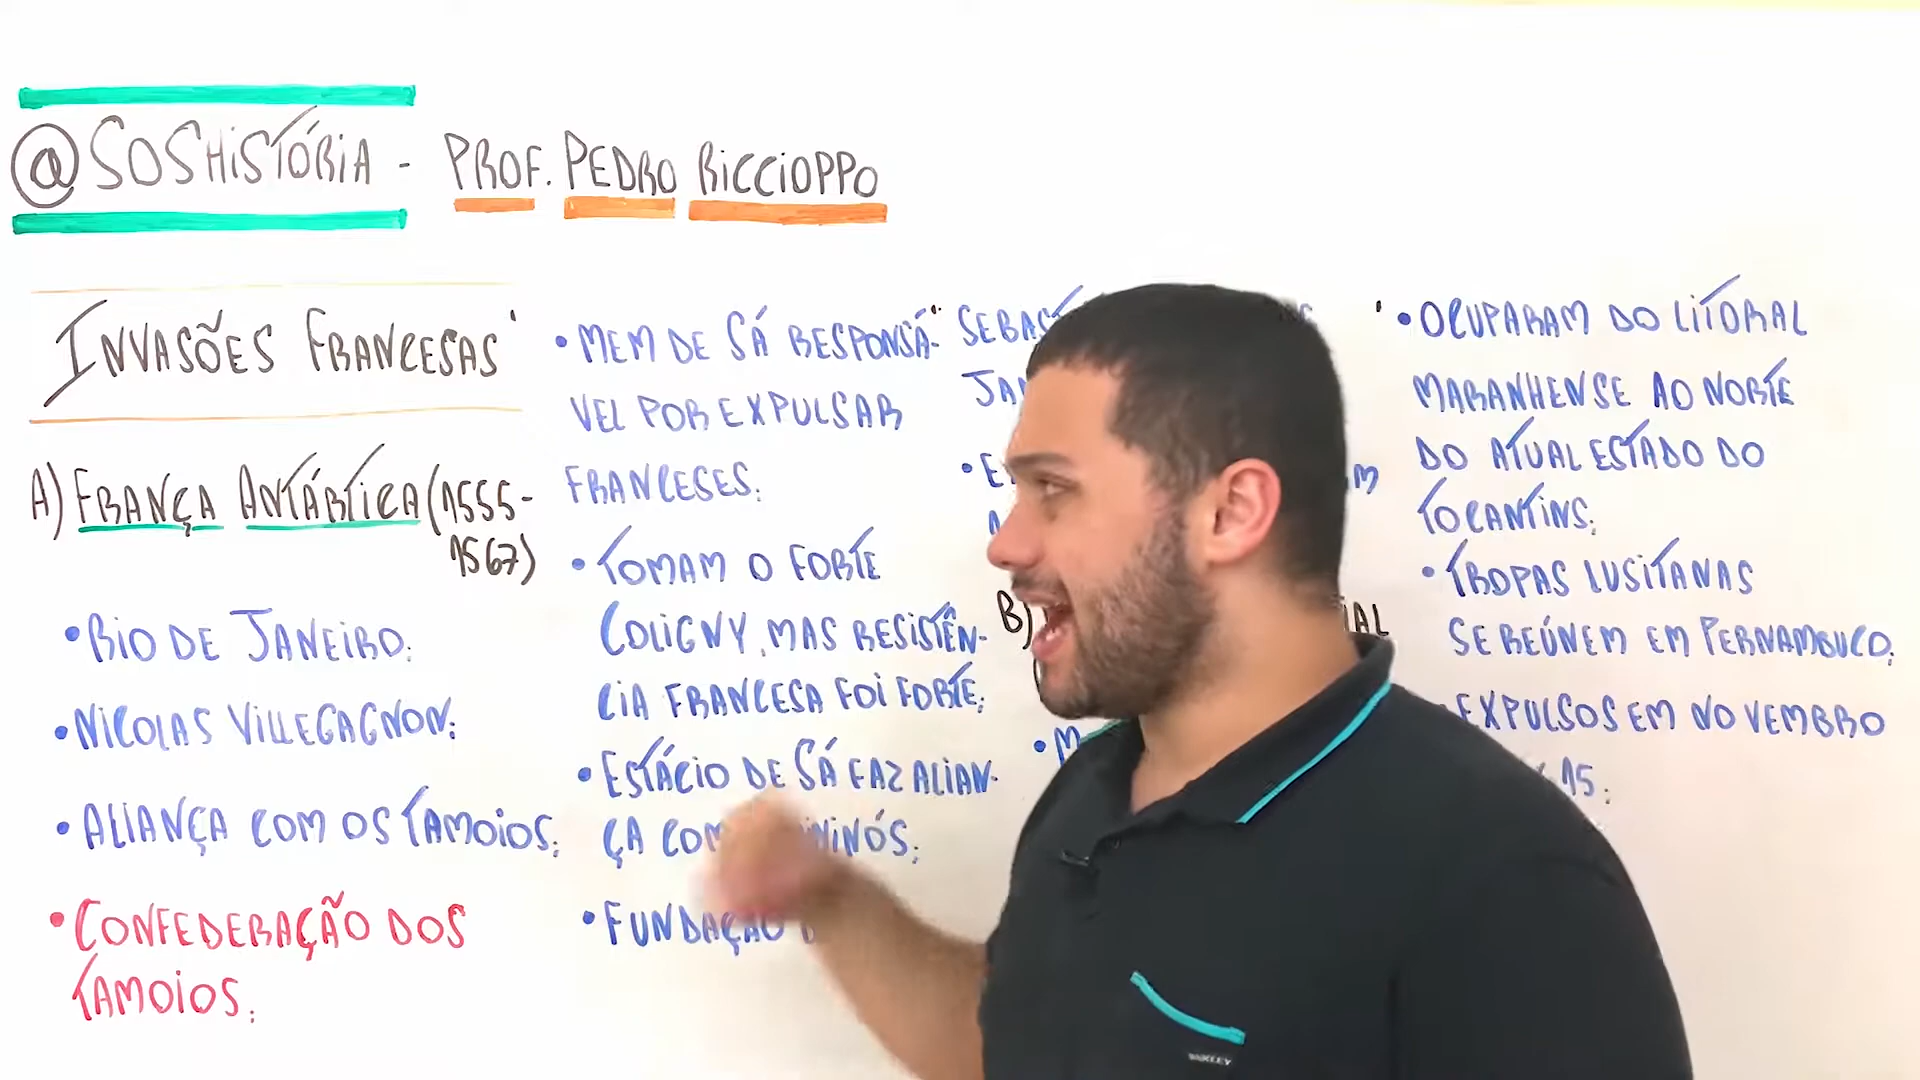 @SOSHISTÓRIA - PROF. PEDRO RICCIOPPO
INVASÕES FRANCESAS
A) FRANÇA ANTÁRTICA (1555-
1567)
• RIO DE JANEIRO;
• NICOLAS VILLEGAGNON;
• ALIANÇA COM OS TAMOIOS;
• CONFEDERAÇÃO DOS
TAMOIOS;
• MEM DE SÁ RESPONSÁ-
VEL POR EXPULSAR
FRANCESES;
• TOMAM O FORTE
COLIGNY, MAS RESISTÊN-
CIA FRANCESA FOI FORTE;
• ESTÁCIO DE SÁ FAZ ALIAN-
ÇA COM
• FUNDAÇÃO
B)
• OCUPARAM DO LITORAL
MARANHENSE AO NORTE
DO ATUAL ESTADO DO
TOCANTINS;
• TROPAS LUSITANAS
SE REÚNEM EM PERNAMBUCO;
EXPULSOS EM NOVEMBRO
15;
OAKLEY